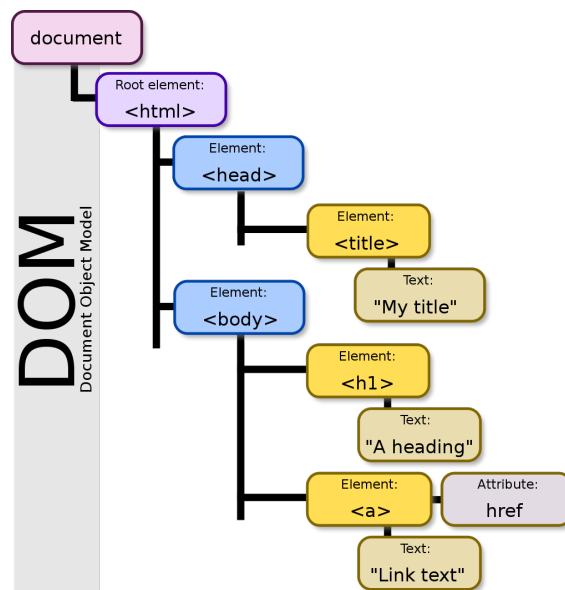 document
Root element:
<html>
Element:
<head>
Element:
<title>
Text:
"My title"
Element:
<body>
Element:
<h1>
Text:
"A heading"
Element:
<a>
Attribute:
href
Text:
"Link text"
DOM
Document Object Model